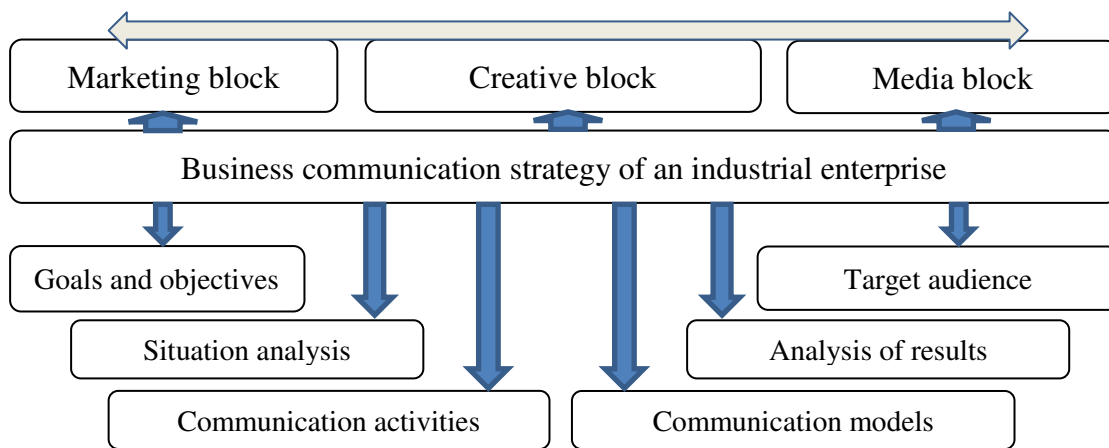 Marketing block
Creative block
Media block
Business communication strategy of an industrial enterprise
Goals and objectives
Target audience
Situation analysis
Analysis of results
Communication activities
Communication models